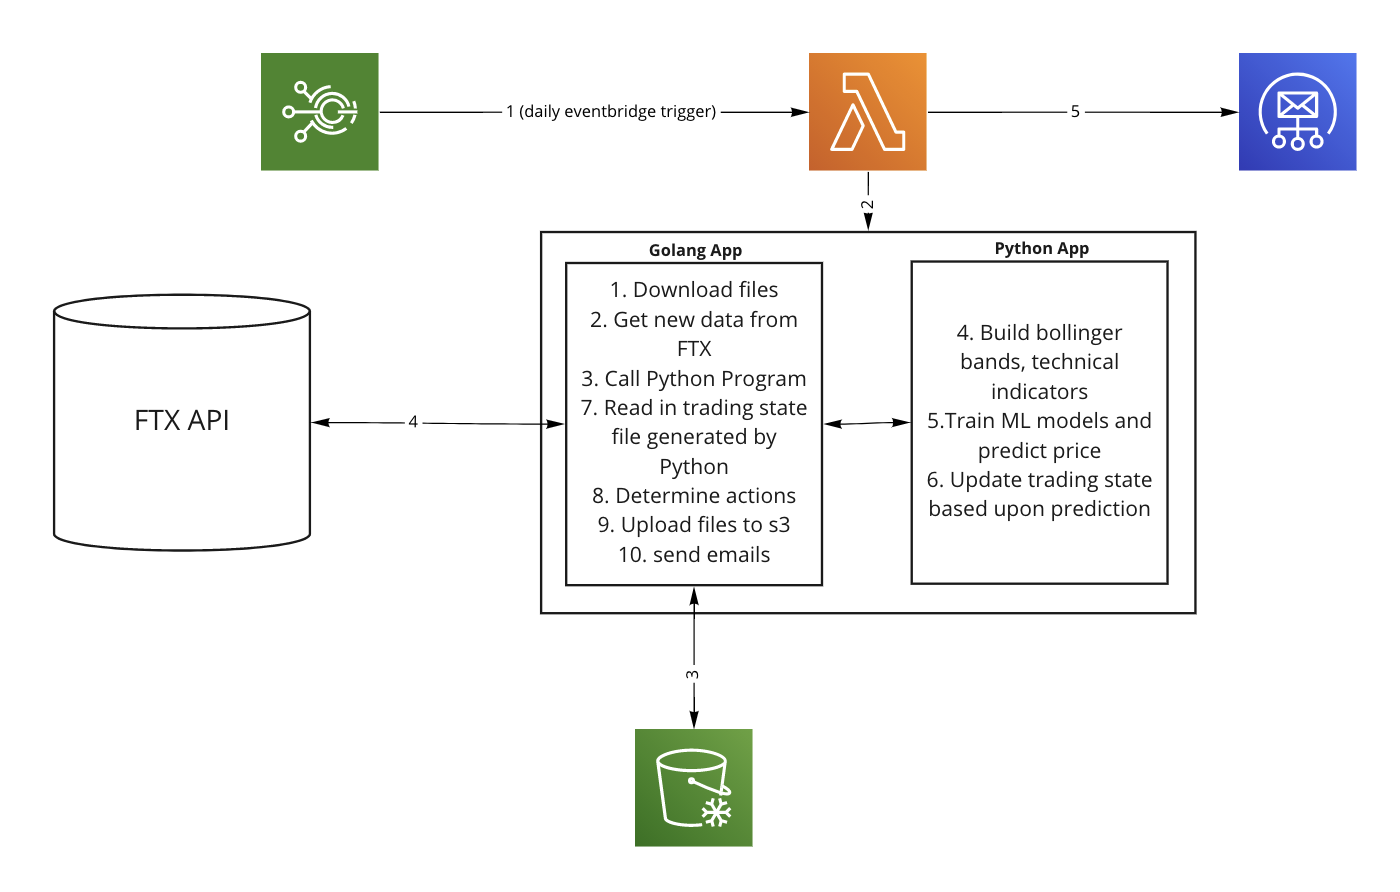 1 (daily eventbridge trigger)
5
2
Golang App
1. Download files
2. Get new data from
FTX
3. Call Python Program
7. Read in trading state
file generated by
Python
8. Determine actions
9. Upload files to s3
10. send emails
Python App
4. Build bollinger
bands, technical
indicators
5.Train ML models and
predict price
6. Update trading state
based upon prediction
FTX API
4
3